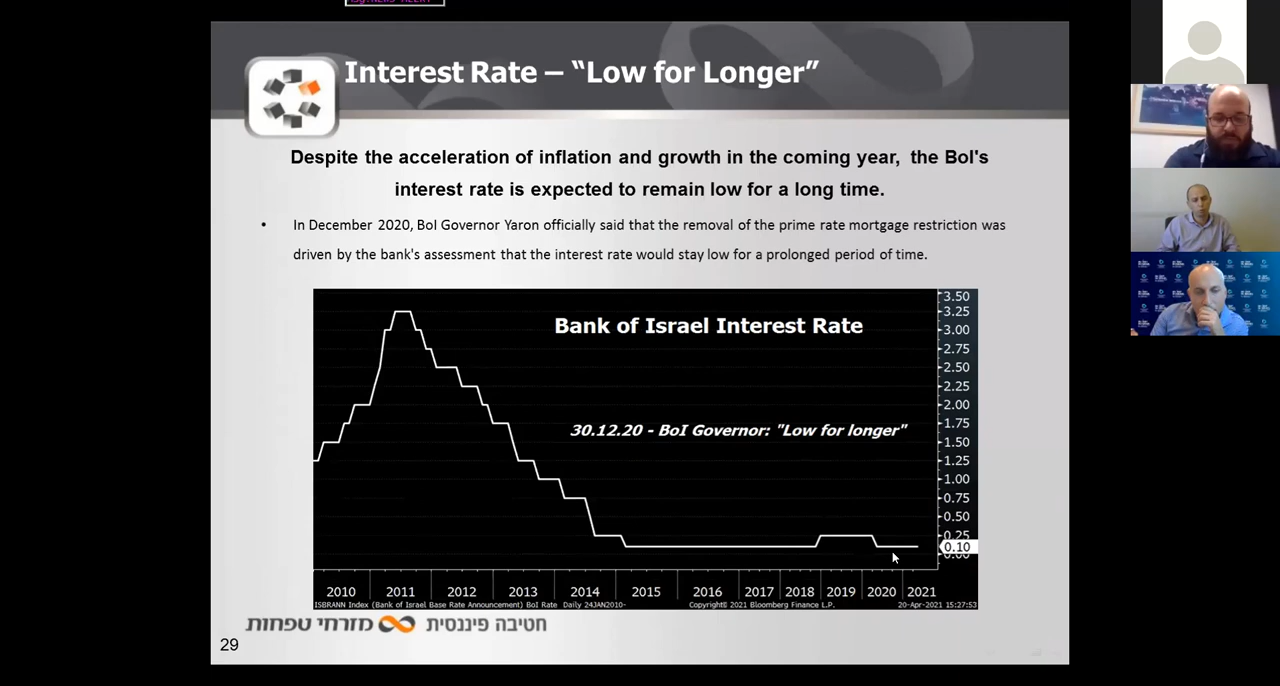 Interest Rate – “Low for Longer”
Despite the acceleration of inflation and growth in the coming year, the BoI's
interest rate is expected to remain low for a long time.
• In December 2020, BoI Governor Yaron officially said that the removal of the prime rate mortgage restriction was
driven by the bank's assessment that the interest rate would stay low for a prolonged period of time.
Bank of Israel Interest Rate
30.12.20 - BoI Governor: "Low for longer"
3.50
3.25
3.00
2.75
2.50
2.25
2.00
1.75
1.50
1.25
1.00
0.75
0.50
0.25
0.10
0.00
2010 2011 2012 2013 2014 2015 2016 2017 2018 2019 2020 2021
ISBRANN Index (Bank of Israel Base Rate Announcement) BoI Rate Daily 24JAN2010- Copyright© 2021 Bloomberg Finance L.P. 20-Apr-2021 15:27:53
מזרחי טפחות חטיבה פיננסית
29